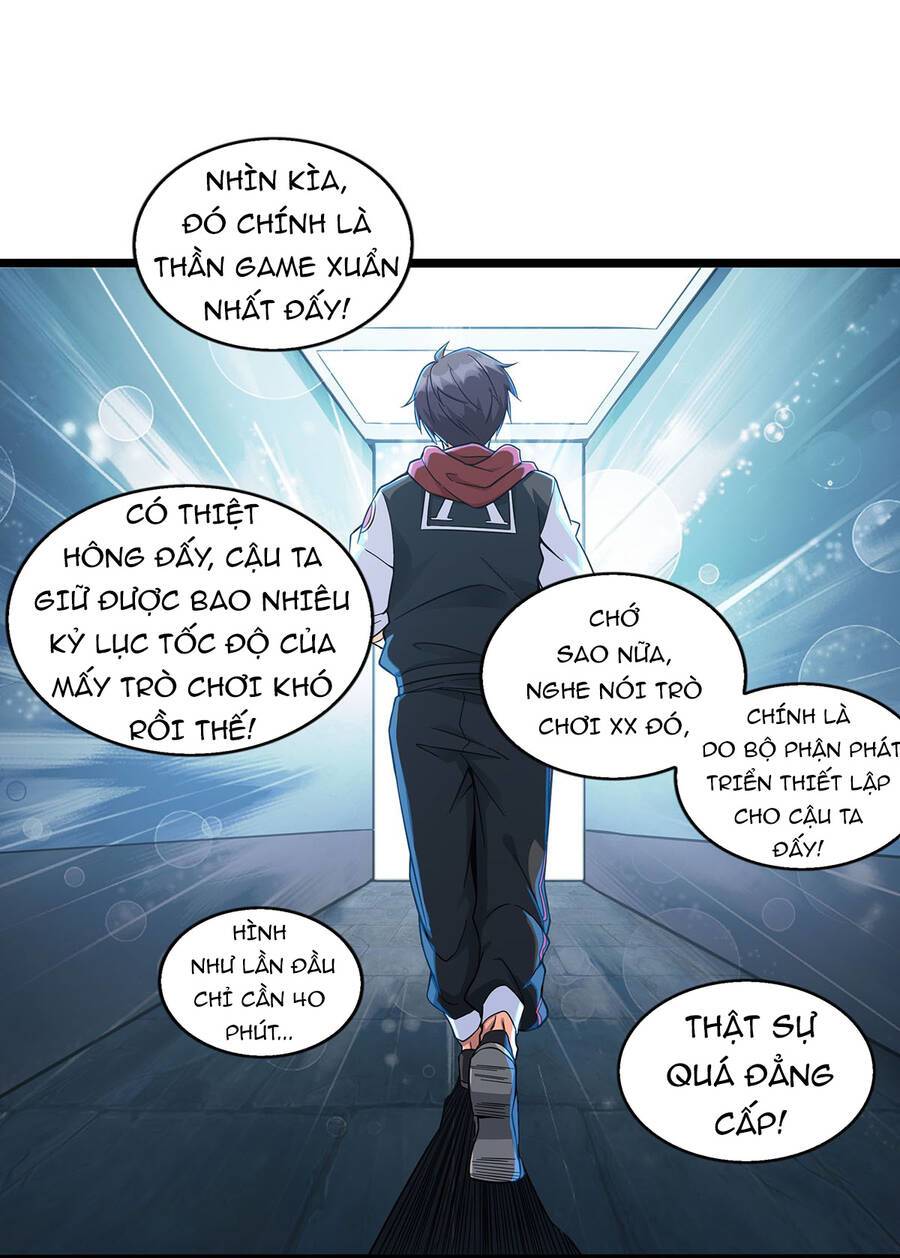 NHÌN KÌA,
ĐÓ CHÍNH LÀ
THẦN GAME XUẨN
NHẤT ĐẤY!
CÓ THIỆT
HÔNG ĐẤY, CẬU TA
GIỮ ĐƯỢC BAO NHIÊU
KỶ LỤC TỐC ĐỘ CỦA
MẤY TRÒ CHƠI KHÓ
RỒI THẾ!
CHỚ
SAO NỮA,
NGHE NÓI TRÒ
CHƠI XX ĐÓ,
CHÍNH LÀ
DO BỘ PHẬN PHÁT
TRIỂN THIẾT LẬP
CHO CẬU TA
ĐẤY!
HÌNH
NHƯ LẦN ĐẦU
CHỈ CẦN 40
PHÚT...
THẬT SỰ
QUÁ ĐẲNG
CẤP!